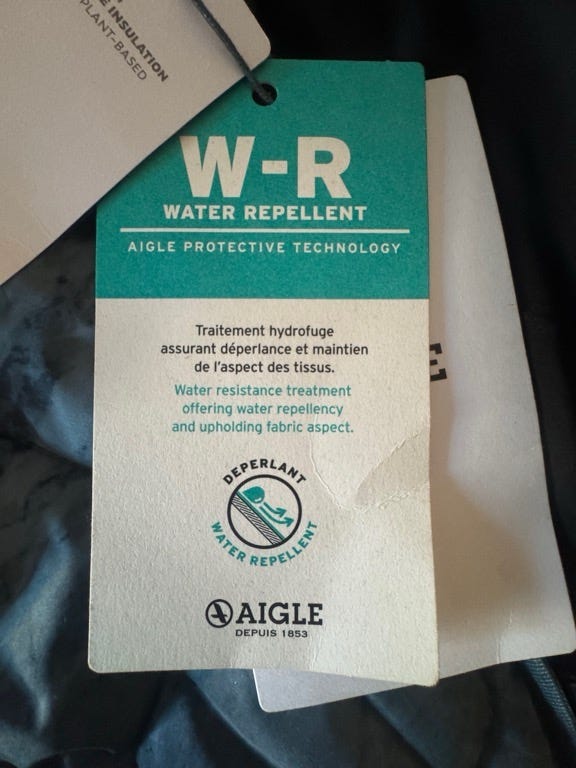 INSULATION
PLANT-BASED
W-R
WATER REPELLENT
AIGLE PROTECTIVE TECHNOLOGY
Traitement hydrofuge
assurant déperlance et maintien
de l'aspect des tissus.
Water resistance treatment
offering water repellency
and upholding fabric aspect.
DEPERLANT
WATER REPELLENT
AIGLE
DEPUIS 1853
E